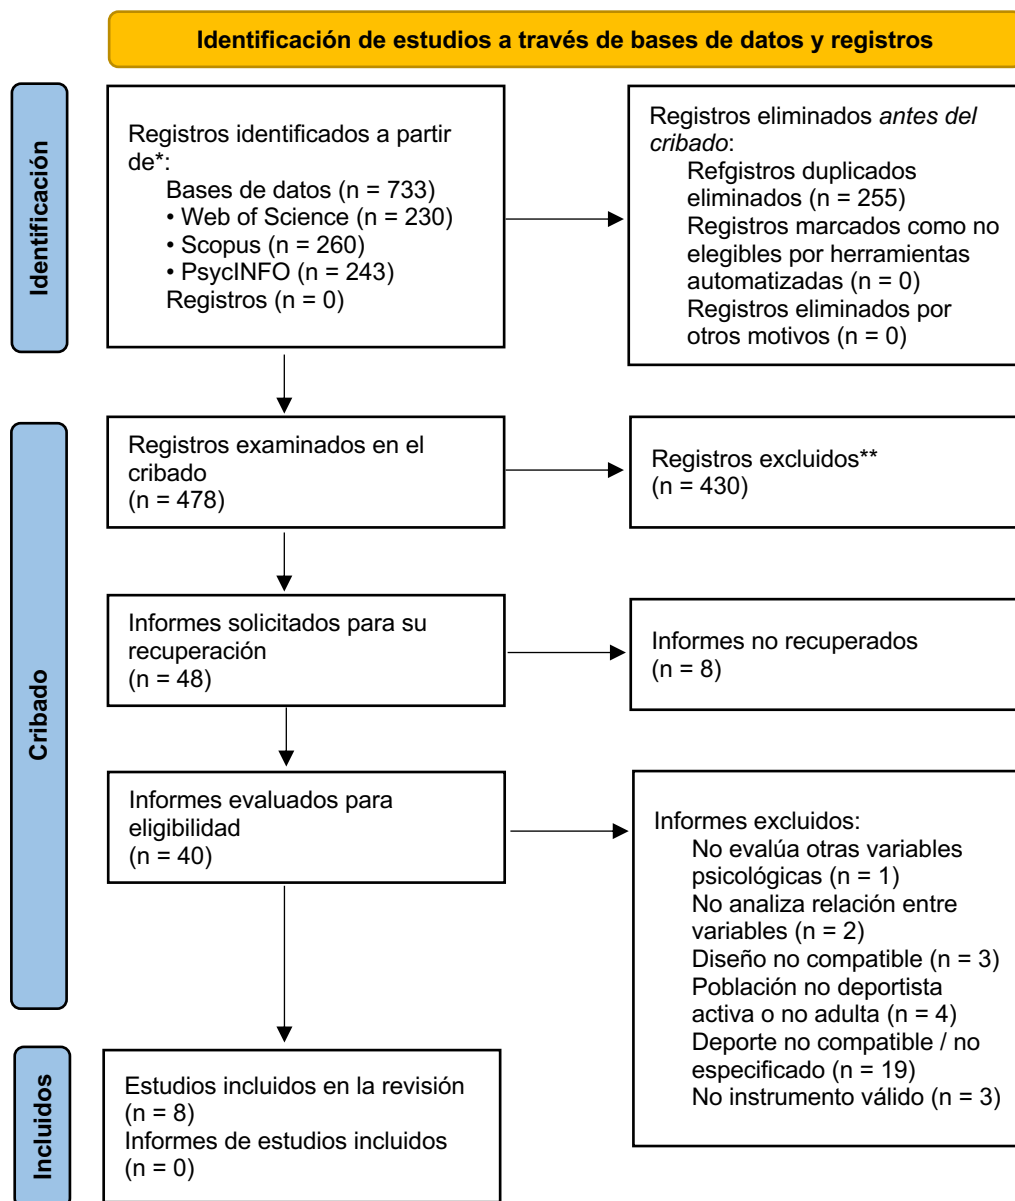 Identificación de estudios a través de bases de datos y registros
Identificación
Registros identificados a partir
de*:
Bases de datos (n = 733)
• Web of Science (n = 230)
• Scopus (n = 260)
• PsycINFO (n = 243)
Registros (n = 0)
Registros eliminados antes del
cribado:
Refgistros duplicados
eliminados (n = 255)
Registros marcados como no
elegibles por herramientas
automatizadas (n = 0)
Registros eliminados por
otros motivos (n = 0)
Cribado
Registros examinados en el
cribado
(n = 478)
Registros excluidos**
(n = 430)
Informes solicitados para su
recuperación
(n = 48)
Informes no recuperados
(n = 8)
Informes evaluados para
eligibilidad
(n = 40)
Informes excluidos:
No evalúa otras variables
psicológicas (n = 1)
No analiza relación entre
variables (n = 2)
Diseño no compatible (n = 3)
Población no deportista
activa o no adulta (n = 4)
Deporte no compatible / no
especificado (n = 19)
No instrumento válido (n = 3)
Incluidos
Estudios incluidos en la revisión
(n = 8)
Informes de estudios incluidos
(n = 0)